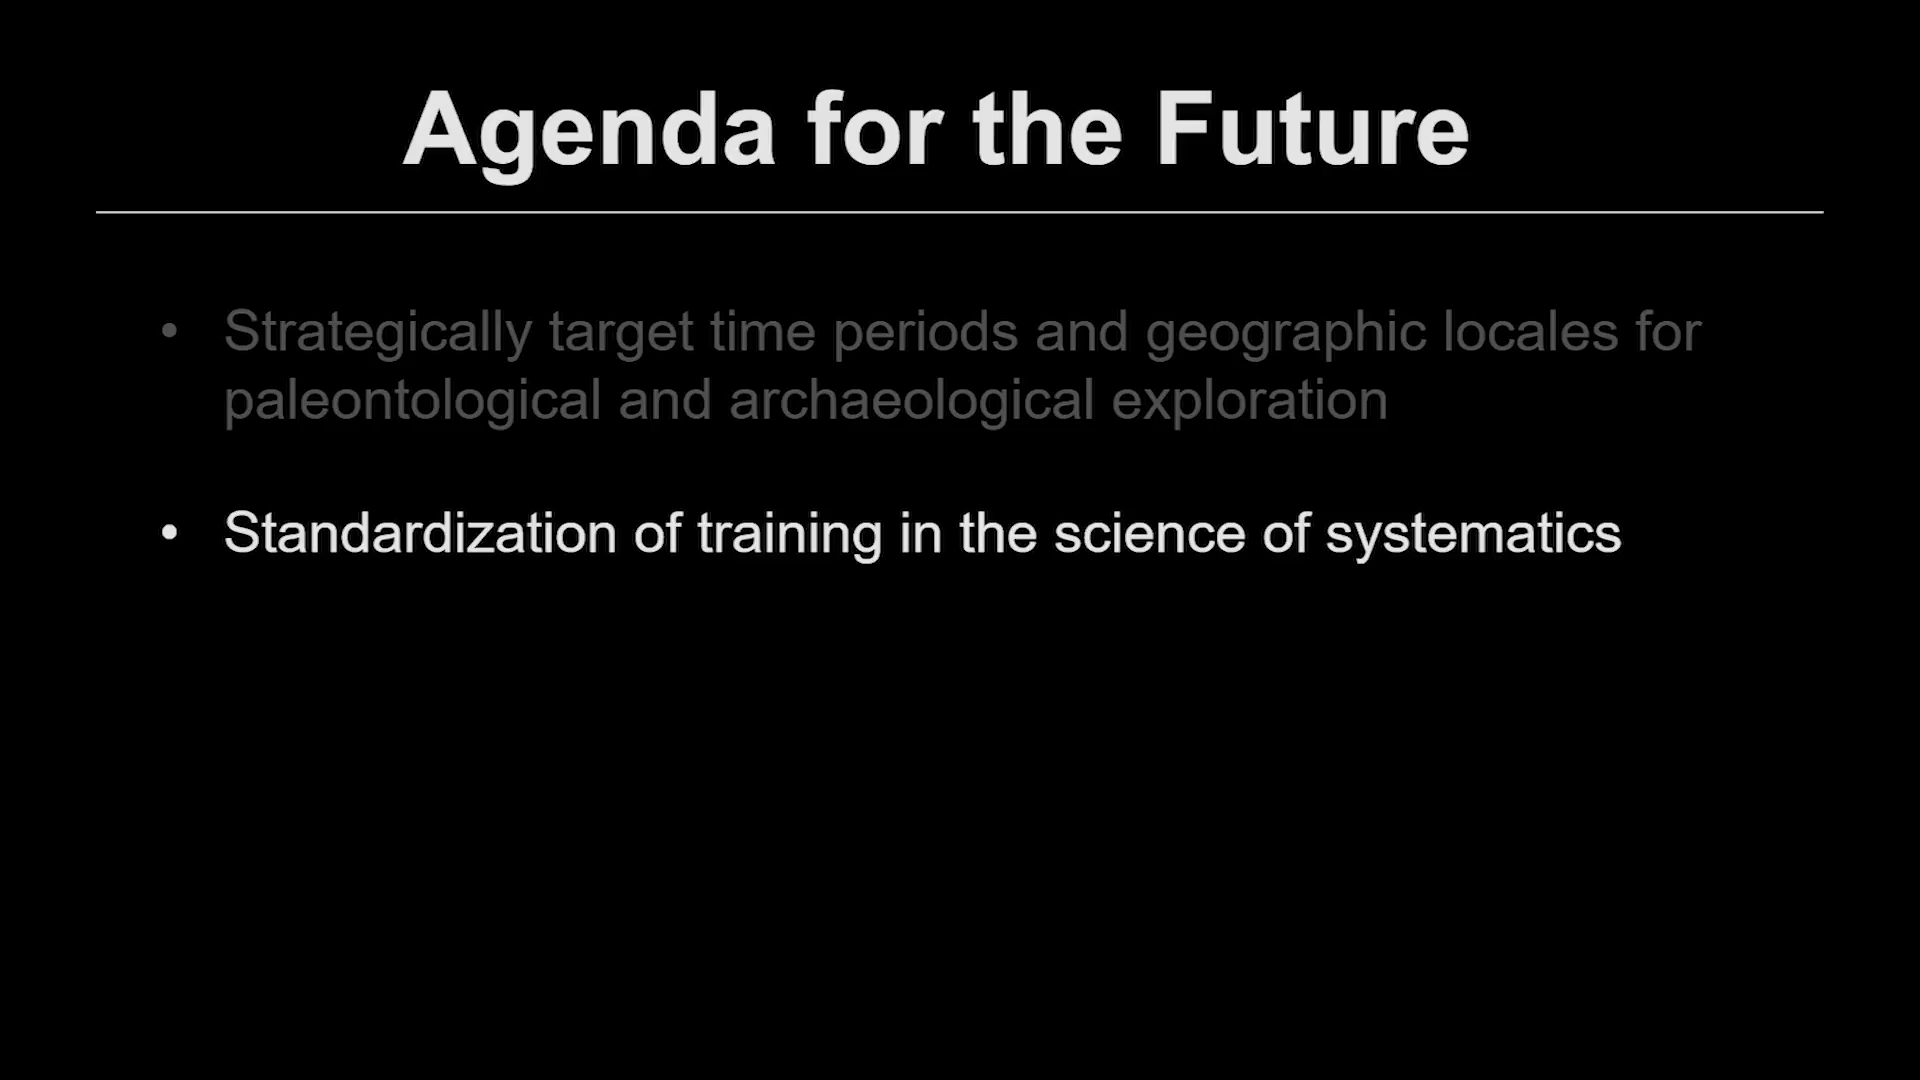 Agenda for the Future
• Strategically target time periods and geographic locales for
paleontological and archaeological exploration
• Standardization of training in the science of systematics